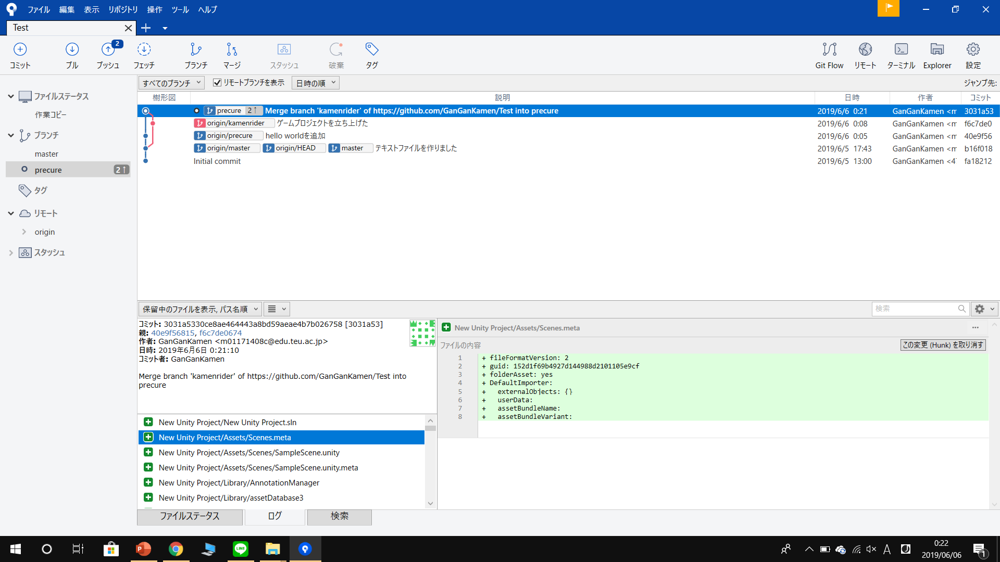 ファイル 編集 表示 リポジトリ 操作 ツール ヘルプ
Test
コミット プル 2 プッシュ フェッチ ブランチ マージ スタッシュ 破棄 タグ Git Flow リモート ターミナル Explorer 設定
すべてのブランチ リモートブランチを表示 日時の順 ジャンプ先:
樹形図 説明 日時 作者 コミット
precure 2↑ Merge branch 'kamenrider' of https://github.com/GanGanKamen/Test into precure 2019/6/6 0:21 GanGanKamen <m 3031a53
origin/kamenrider ゲームプロジェクトを立ち上げた 2019/6/6 0:08 GanGanKamen <m f6c7de0
origin/precure hello worldを追加 2019/6/6 0:05 GanGanKamen <m 40e9f56
origin/master origin/HEAD master テキストファイルを作りました 2019/6/5 17:43 GanGanKamen <m b16f018
Initial commit 2019/6/5 13:00 GanGanKamen <4 fa18212
ファイルステータス
作業コピー
ブランチ
master
precure 2↑
タグ
リモート
origin
スタッシュ
保留中のファイルを表示, パス名順 検索
コミット: 3031a5330ce8ae464443a8bd59aeae4b7b026758 [3031a53]
親: 40e9f56815, f6c7de0674
作者: GanGanKamen <m01171408c@edu.teu.ac.jp>
日時: 2019年6月6日 0:21:10
コミット者: GanGanKamen
Merge branch 'kamenrider' of https://github.com/GanGanKamen/Test into
precure
New Unity Project/New Unity Project.sln
New Unity Project/Assets/Scenes.meta
New Unity Project/Assets/Scenes/SampleScene.unity
New Unity Project/Assets/Scenes/SampleScene.unity.meta
New Unity Project/Library/AnnotationManager
New Unity Project/Library/assetDatabase3
New Unity Project/Assets/Scenes.meta
ファイルの内容 この変更 (Hunk) を取り消す
1 + fileFormatVersion: 2
2 + guid: 152d1f69b4927d144988d2101105e9cf
3 + folderAsset: yes
4 + DefaultImporter:
5 + externalObjects: {}
6 + userData:
7 + assetBundleName:
8 + assetBundleVariant:
ファイルステータス ログ 検索
LINE
A
0:22
2019/06/06
1